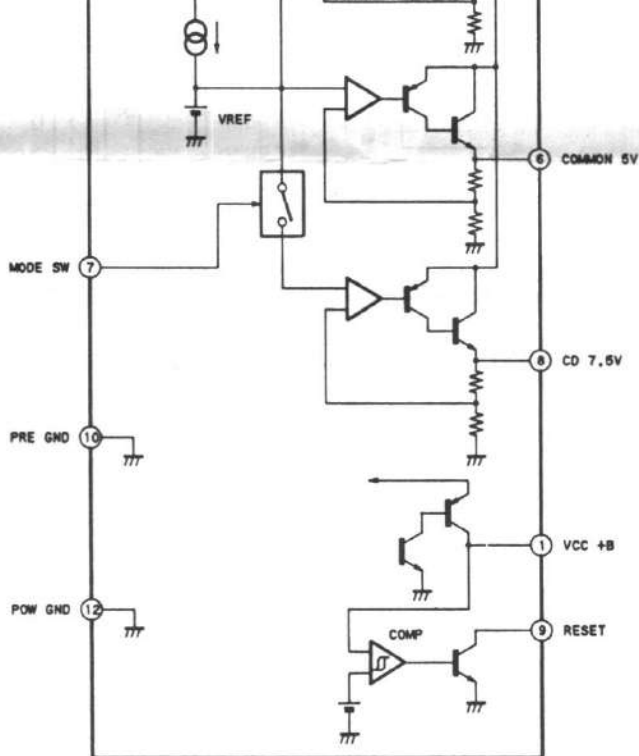 VREF
6 COMMON 5V
MODE SW 7
8 CD 7.5V
PRE GND 10
1 VCC +B
POW GND 12
COMP
9 RESET